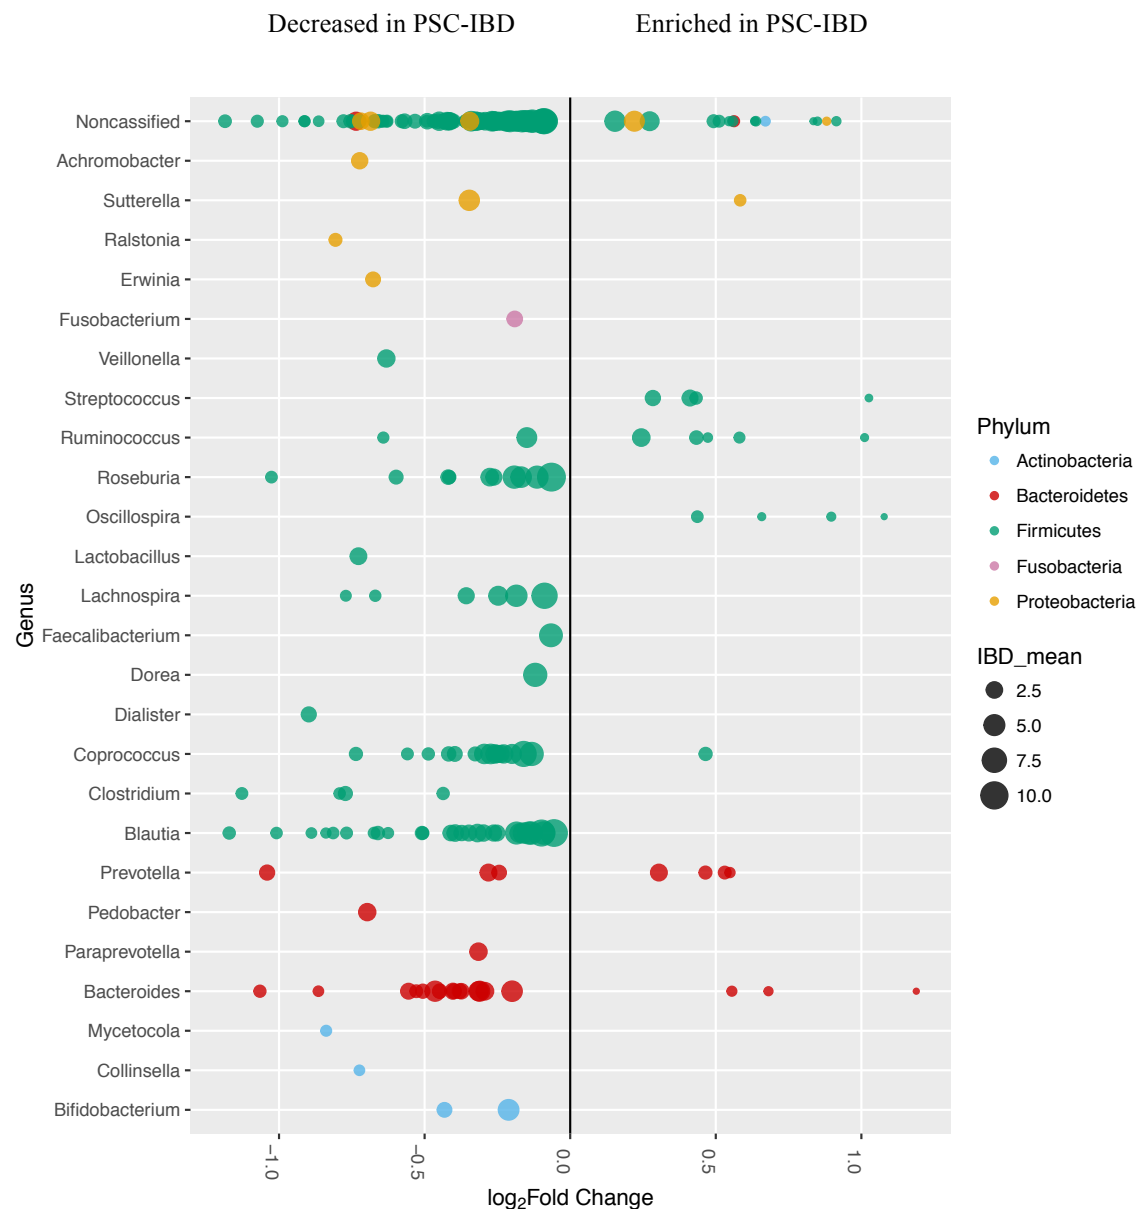 Decreased in PSC-IBD
Enriched in PSC-IBD
Noncassified
Achromobacter
Sutterella
Ralstonia
Erwinia
Fusobacterium
Veillonella
Streptococcus
Ruminococcus
Roseburia
Oscillospira
Lactobacillus
Lachnospira
Faecalibacterium
Dorea
Dialister
Coprococcus
Clostridium
Blautia
Prevotella
Pedobacter
Paraprevotella
Bacteroides
Mycetocola
Collinsella
Bifidobacterium
Genus
−1.0
−0.5
0.0
0.5
1.0
log2Fold Change
Phylum
Actinobacteria
Bacteroidetes
Firmicutes
Fusobacteria
Proteobacteria
IBD_mean
2.5
5.0
7.5
10.0